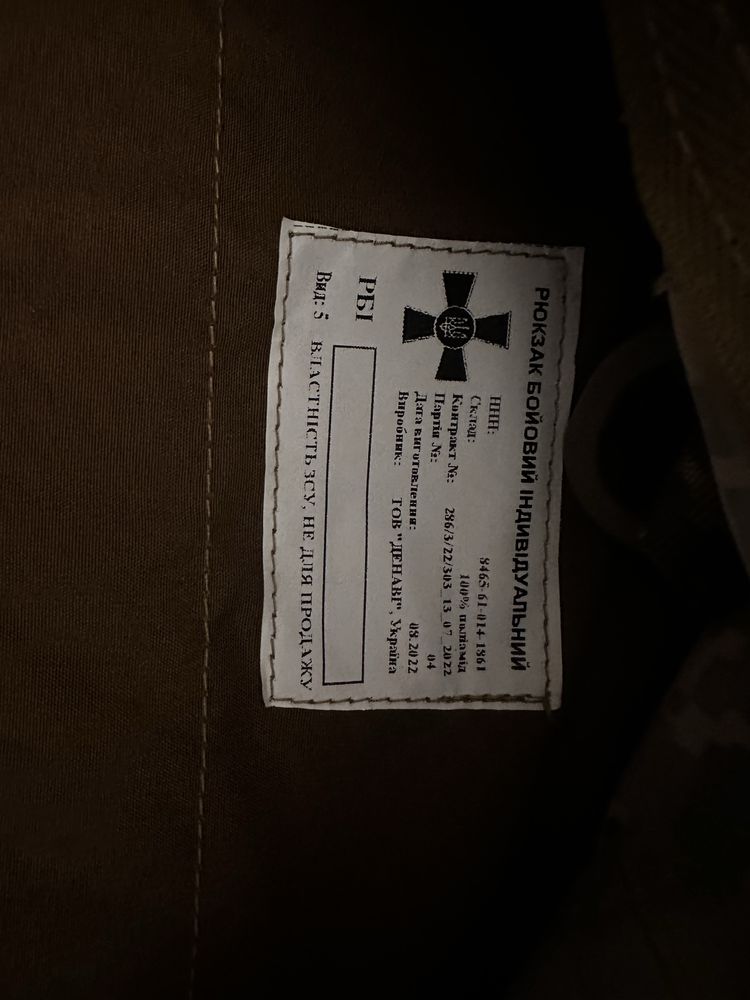 РЮКЗАК БОЙОВИЙ ІНДИВІДУАЛЬНИЙ
ННН: 8465-61-014-1861
Склад: 100% поліамід
Контракт №: 286/3/22/303_13_07_2022
Партія №: 04
Дата виготовлення: 08.2022
Виробник: ТОВ "ДЕНАВІ", Україна
РБІ
Вид: 5
ВЛАСТНІСТЬ ЗСУ, НЕ ДЛЯ ПРОДАЖУ